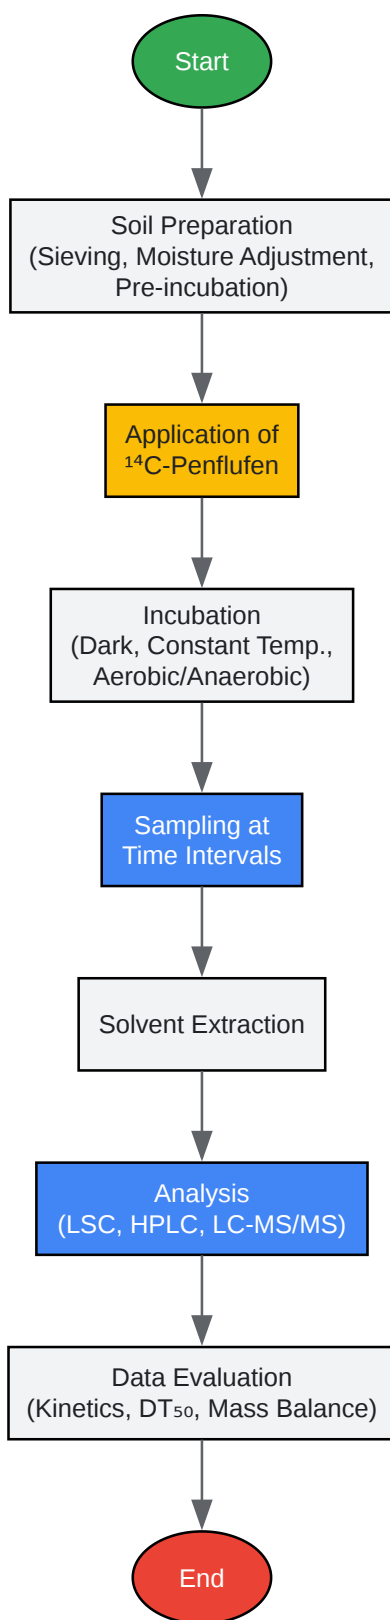 Start
Soil Preparation
(Sieving, Moisture Adjustment,
Pre-incubation)
Application of
¹⁴C-Penflufen
Incubation
(Dark, Constant Temp.,
Aerobic/Anaerobic)
Sampling at
Time Intervals
Solvent Extraction
Analysis
(LSC, HPLC, LC-MS/MS)
Data Evaluation
(Kinetics, DT₅₀, Mass Balance)
End